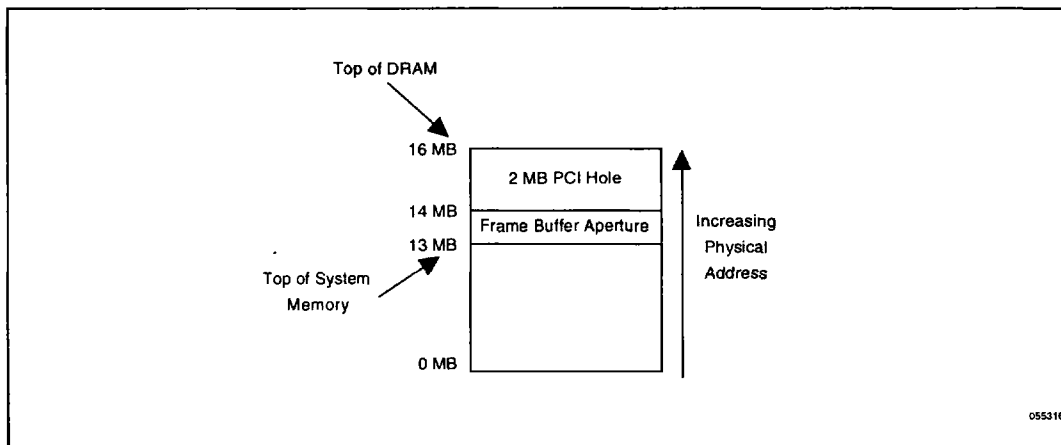 Top of DRAM
16 MB
2 MB PCI Hole
14 MB
Frame Buffer Aperture
13 MB
Increasing
Physical
Address
Top of System
Memory
0 MB
055316